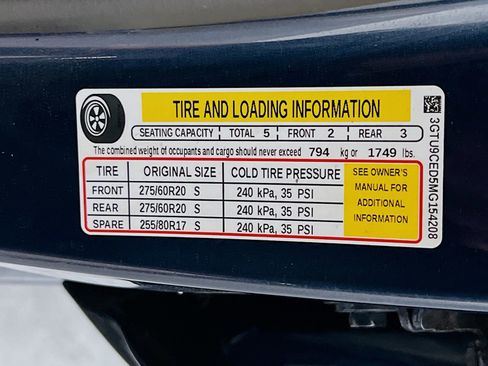 TIRE AND LOADING INFORMATION
SEATING CAPACITY TOTAL 5 FRONT 2 REAR 3
The combined weight of occupants and cargo should never exceed 794 kg or 1749 lbs.
TIRE ORIGINAL SIZE COLD TIRE PRESSURE
FRONT 275/60R20 S 240 kPa, 35 PSI
REAR 275/60R20 S 240 kPa, 35 PSI
SPARE 255/80R17 S 240 kPa, 35 PSI
SEE OWNER'S
MANUAL FOR
ADDITIONAL
INFORMATION
3GTU9CED5MG154208